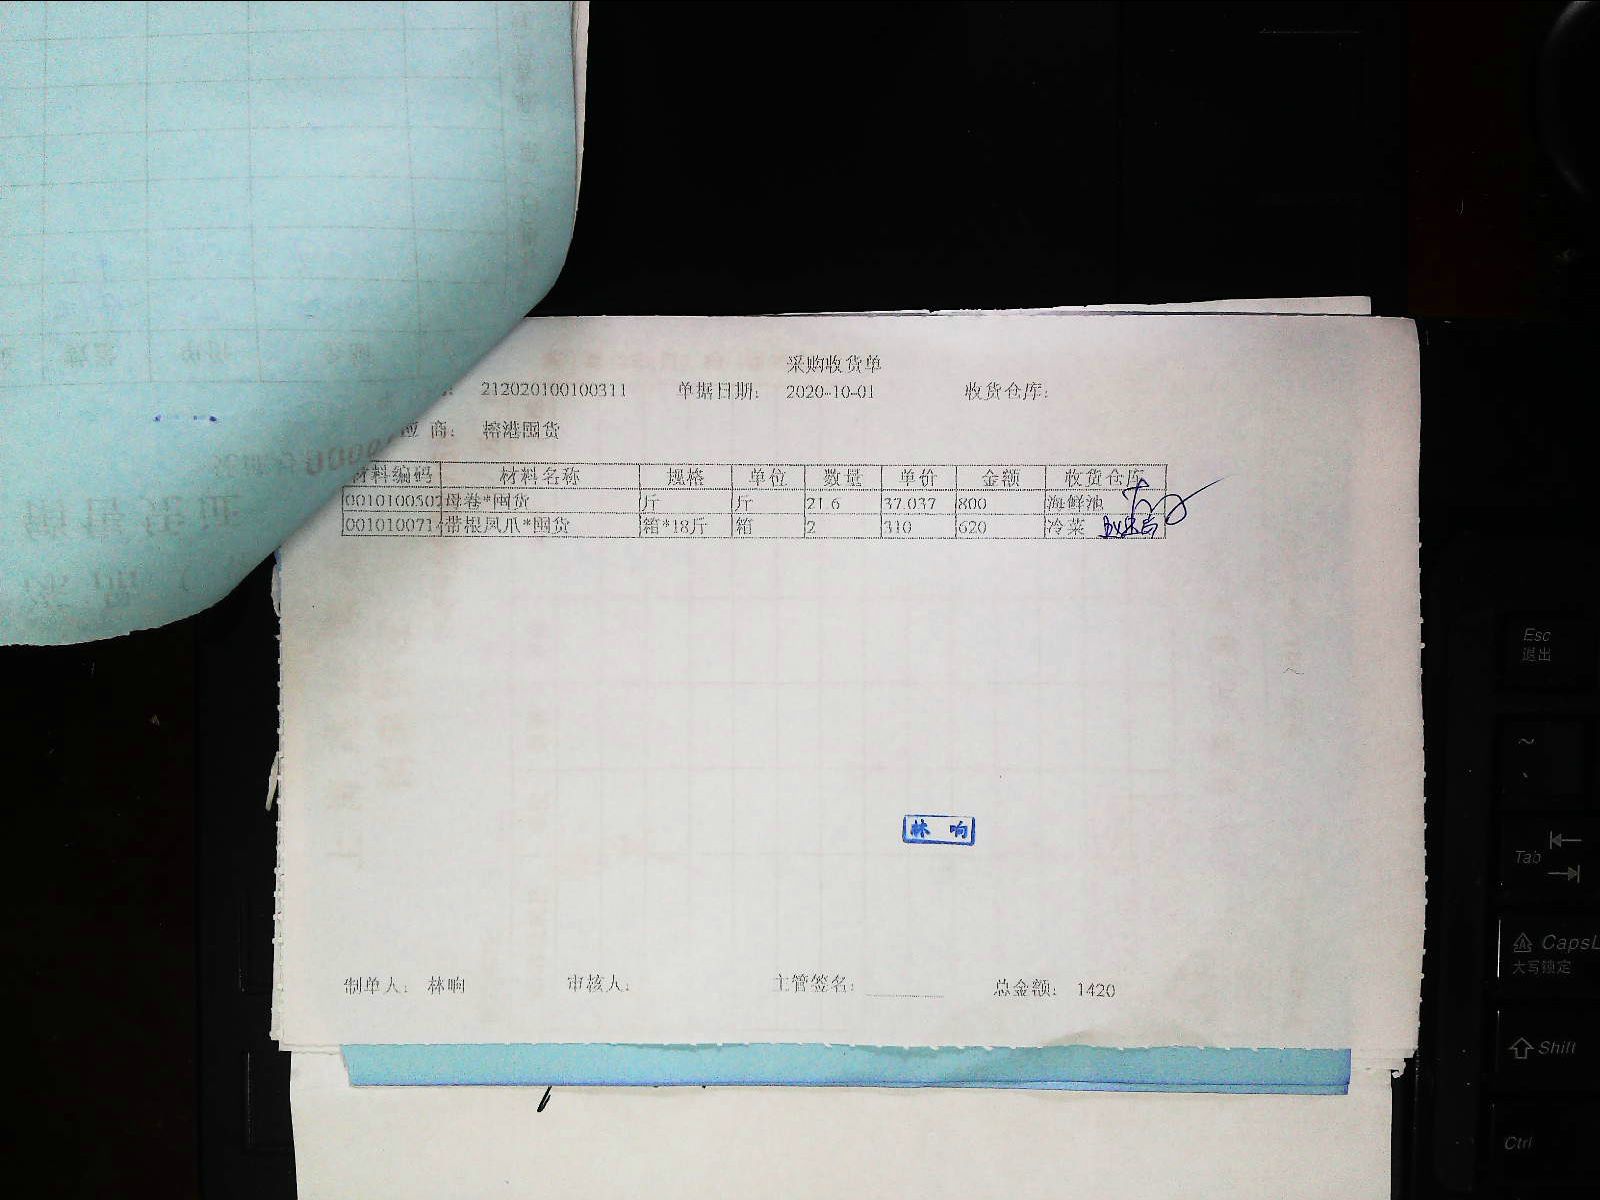 采购收货单
212020100100311 单据日期: 2020-10-01 收货仓库:
应 商: 榕港囤货
材料编码 材料名称 规格 单位 数量 单价 金额 收货仓库
0010100507 母卷*囤货 斤 斤 21.6 37.037 800 海鲜池
001010071 带根凤爪*囤货 箱*18斤 箱 2 310 620 冷菜
林 响
制单人: 林响 审核人: 主管签名: 总金额: 1420
Esc
退出
~
Tab
CapsL
大写锁定
Shift
Ctrl